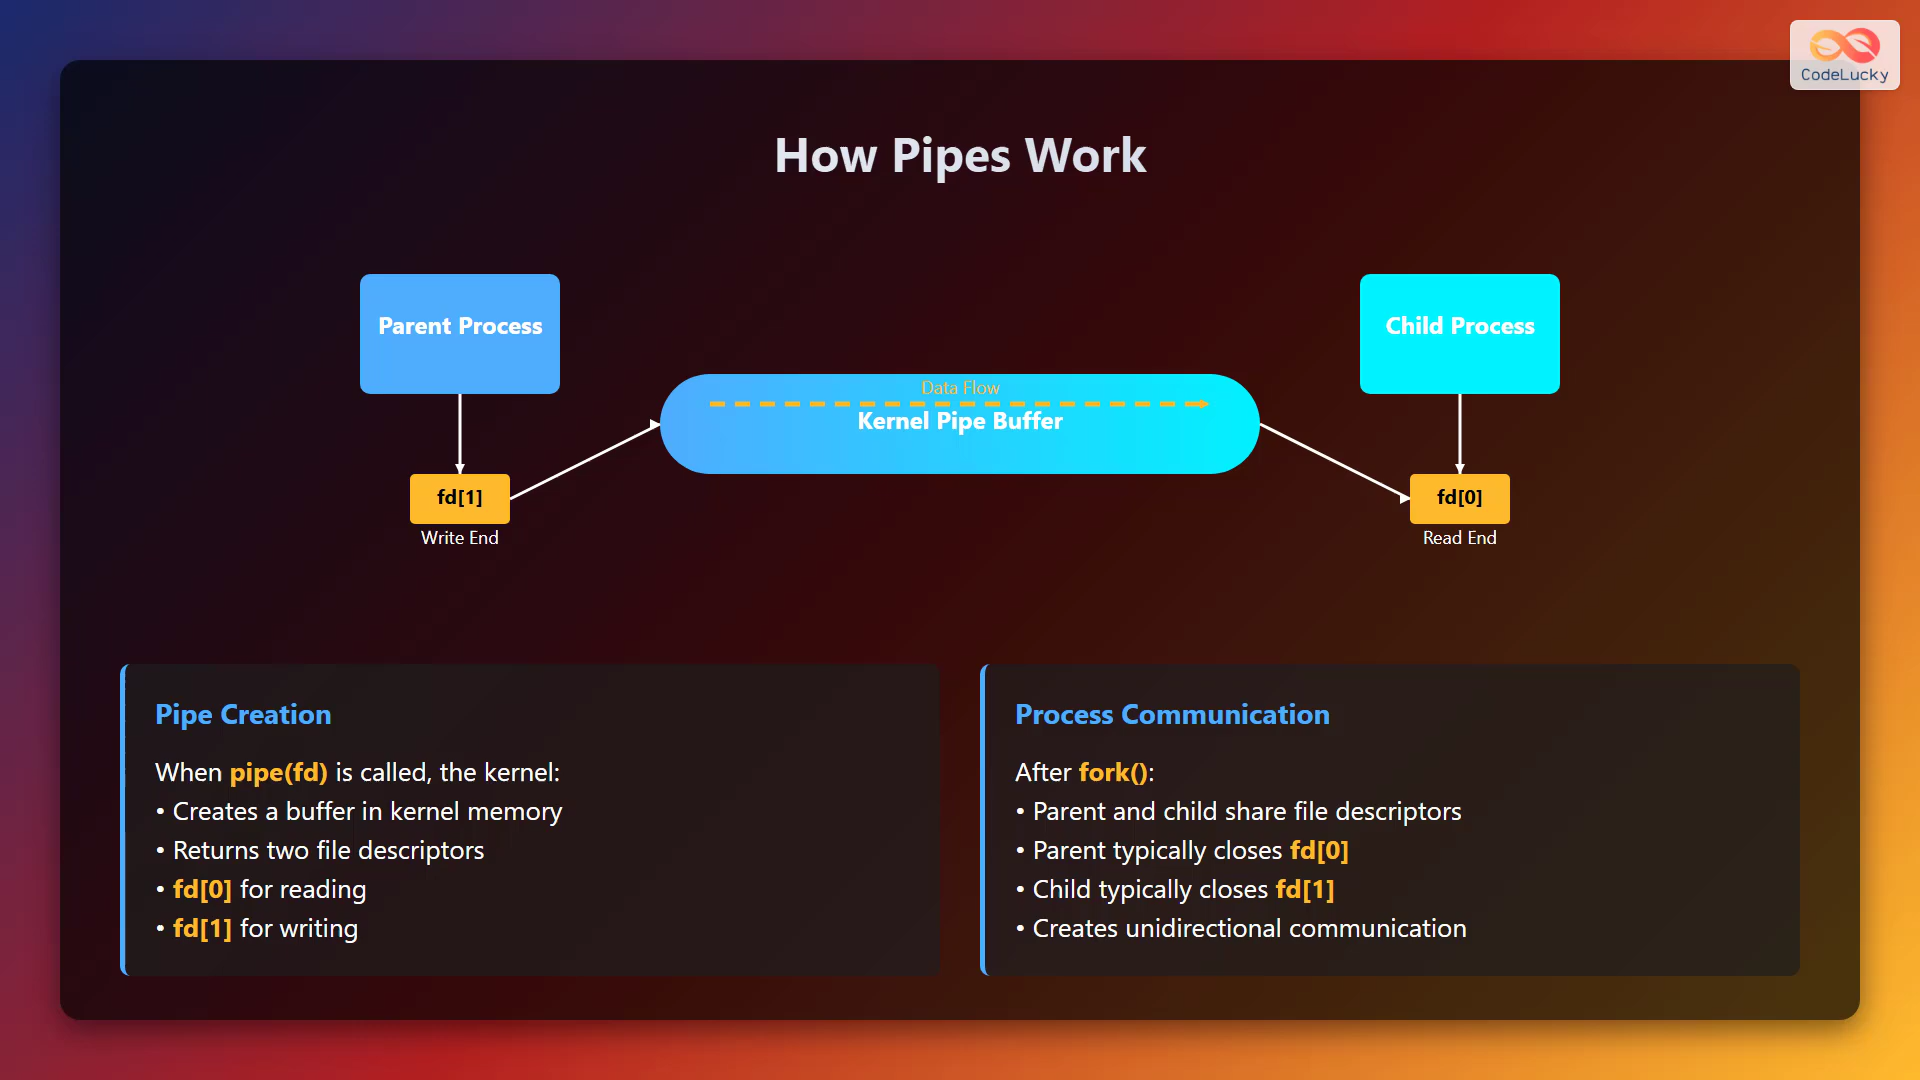 CodeLucky
How Pipes Work
Parent Process
Child Process
Data Flow
Kernel Pipe Buffer
fd[1]
fd[0]
Write End
Read End
Pipe Creation
When pipe(fd) is called, the kernel:
• Creates a buffer in kernel memory
• Returns two file descriptors
• fd[0] for reading
• fd[1] for writing
Process Communication
After fork():
• Parent and child share file descriptors
• Parent typically closes fd[0]
• Child typically closes fd[1]
• Creates unidirectional communication